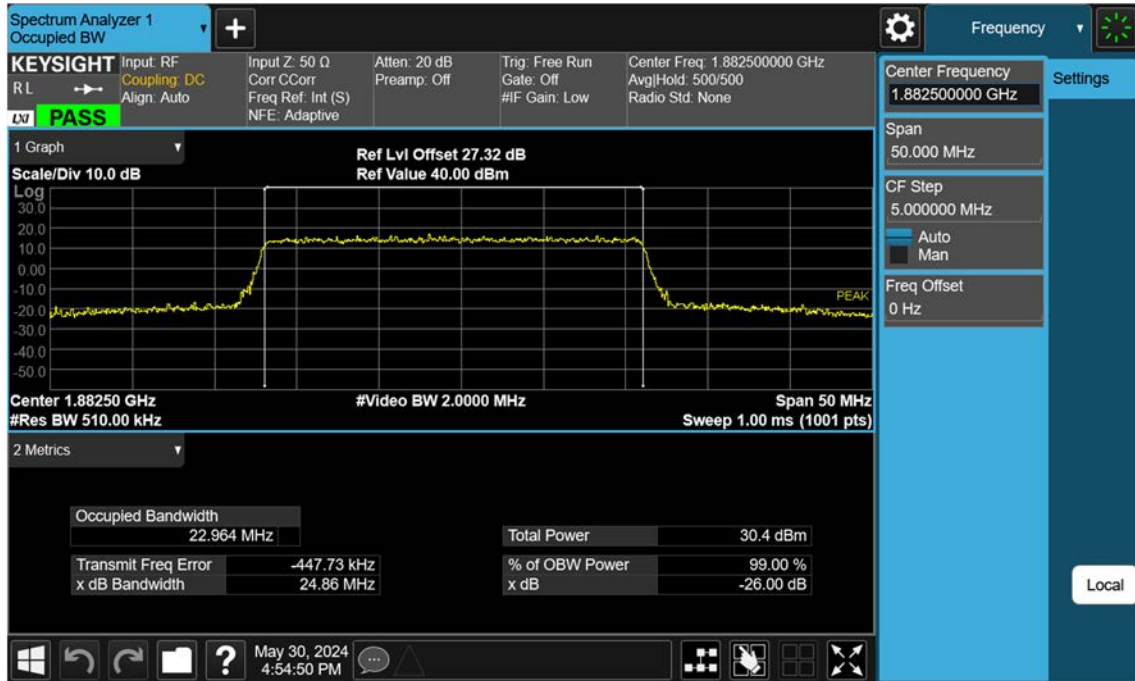 Spectrum Analyzer 1
Occupied BW
+
Frequency
KEYSIGHT
R L
LXI
PASS
Input: RF
Coupling: DC
Align: Auto
Input Z: 50 Ω
Corr CCorr
Freq Ref: Int (S)
NFE: Adaptive
Atten: 20 dB
Preamp: Off
Trig: Free Run
Gate: Off
#IF Gain: Low
Center Freq: 1.882500000 GHz
Avg|Hold: 500/500
Radio Std: None
Center Frequency
1.882500000 GHz
Settings
Span
50.000 MHz
CF Step
5.000000 MHz
Auto
Man
Freq Offset
0 Hz
Local
1 Graph
Scale/Div 10.0 dB
Ref Lvl Offset 27.32 dB
Ref Value 40.00 dBm
Log
30.0
20.0
10.0
0.00
-10.0
-20.0
-30.0
-40.0
-50.0
PEAK
Center 1.88250 GHz
#Video BW 2.0000 MHz
Span 50 MHz
#Res BW 510.00 kHz
Sweep 1.00 ms (1001 pts)
2 Metrics
Occupied Bandwidth
22.964 MHz
Total Power 30.4 dBm
Transmit Freq Error -447.73 kHz
% of OBW Power 99.00 %
x dB Bandwidth 24.86 MHz
x dB -26.00 dB
?
May 30, 2024
4:54:50 PM